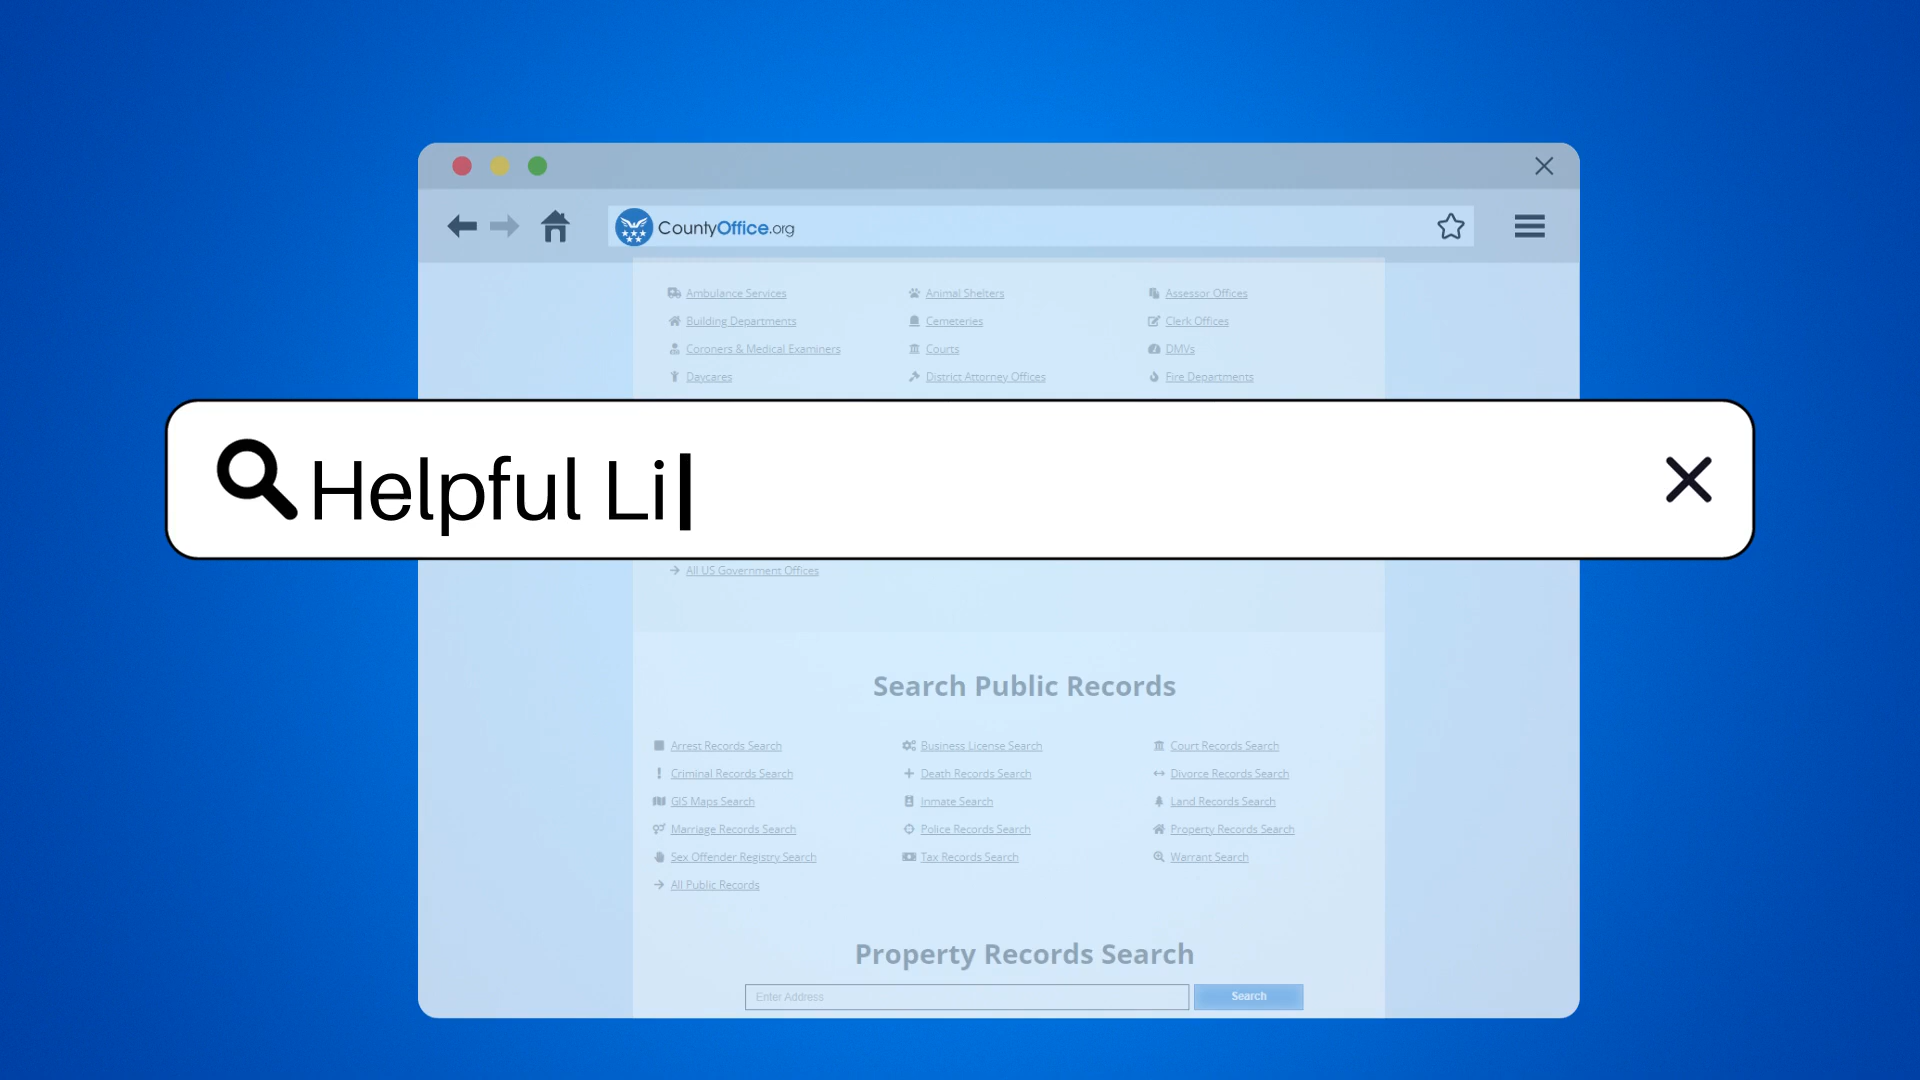 CountyOffice.org
Ambulance Services Animal Shelters Assessor Offices
Building Departments Cemeteries Clerk Offices
Coroners & Medical Examiners Courts DMVs
Daycares District Attorney Offices Fire Departments
Helpful Li
All US Government Offices
Search Public Records
Arrest Records Search Business License Search Court Records Search
Criminal Records Search Death Records Search Divorce Records Search
GIS Maps Search Inmate Search Land Records Search
Marriage Records Search Police Records Search Property Records Search
Sex Offender Registry Search Tax Records Search Warrant Search
All Public Records
Property Records Search
Enter Address Search